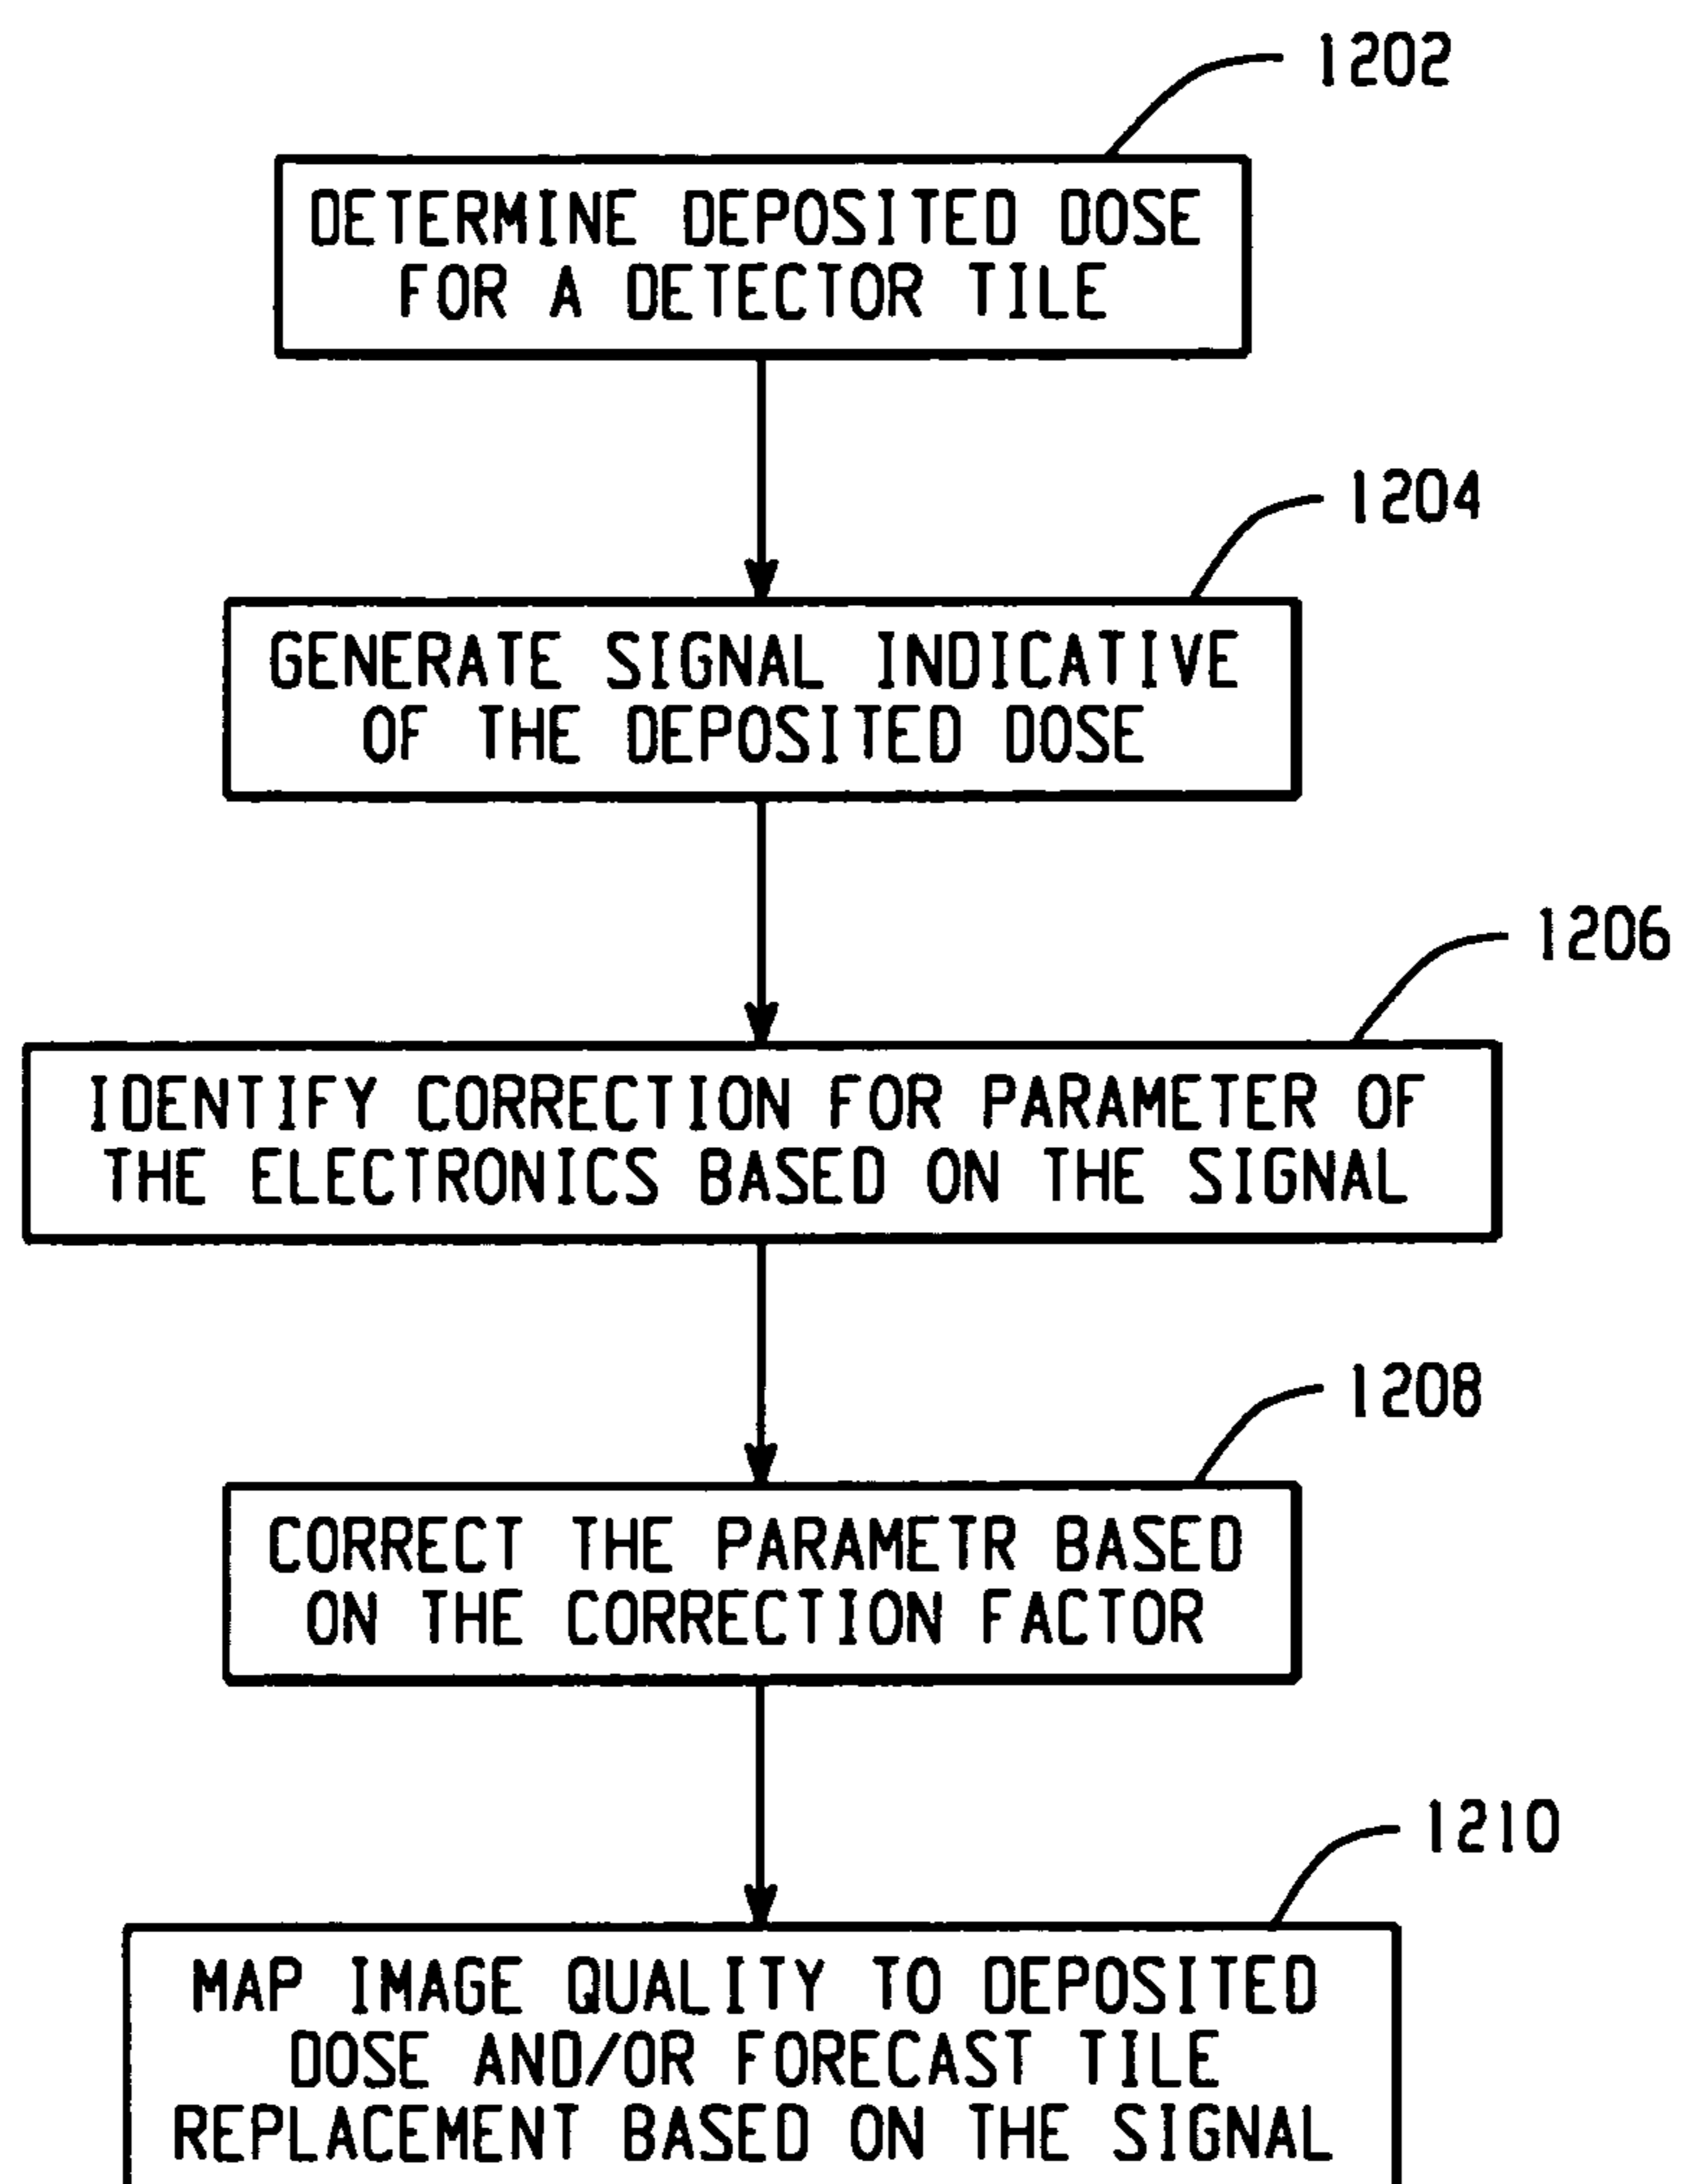 1202
DETERMINE DEPOSITED DOSE
FOR A DETECTOR TILE
1204
GENERATE SIGNAL INDICATIVE
OF THE DEPOSITED DOSE
1206
IDENTIFY CORRECTION FOR PARAMETER OF
THE ELECTRONICS BASED ON THE SIGNAL
1208
CORRECT THE PARAMETR BASED
ON THE CORRECTION FACTOR
1210
MAP IMAGE QUALITY TO DEPOSITED
DOSE AND/OR FORECAST TILE
REPLACEMENT BASED ON THE SIGNAL